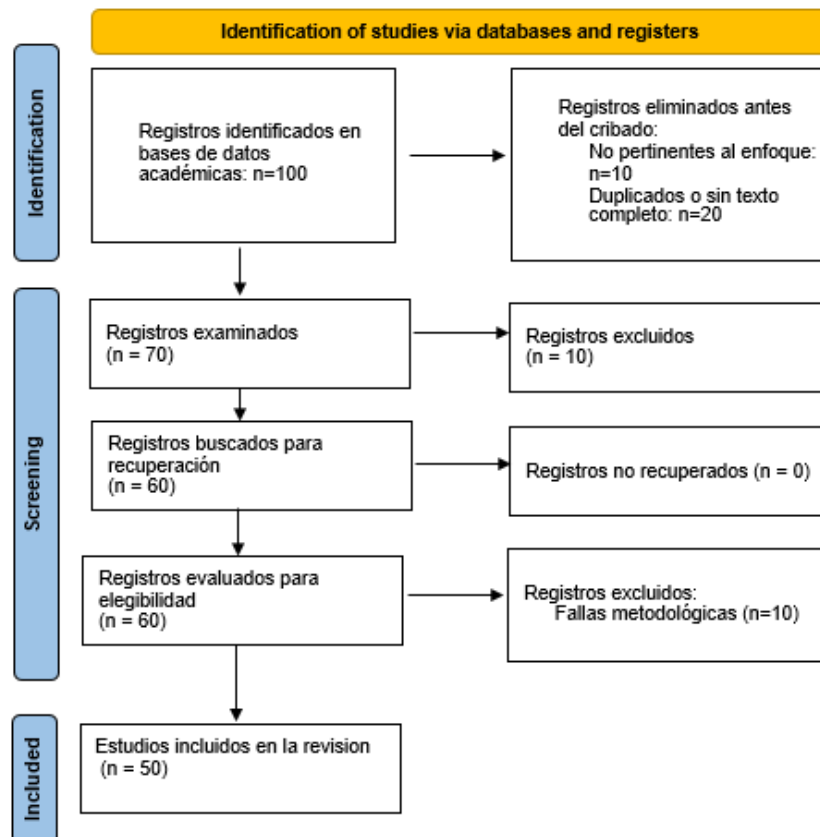 Identification of studies via databases and registers
Identification
Registros identificados en
bases de datos
académicas: n=100
Registros eliminados antes
del cribado:
No pertinentes al enfoque:
n=10
Duplicados o sin texto
completo: n=20
Screening
Registros examinados
(n = 70)
Registros excluidos
(n = 10)
Registros buscados para
recuperación
(n = 60)
Registros no recuperados (n = 0)
Registros evaluados para
elegibilidad
(n = 60)
Registros excluidos:
Fallas metodológicas (n=10)
Included
Estudios incluidos en la revision
(n = 50)